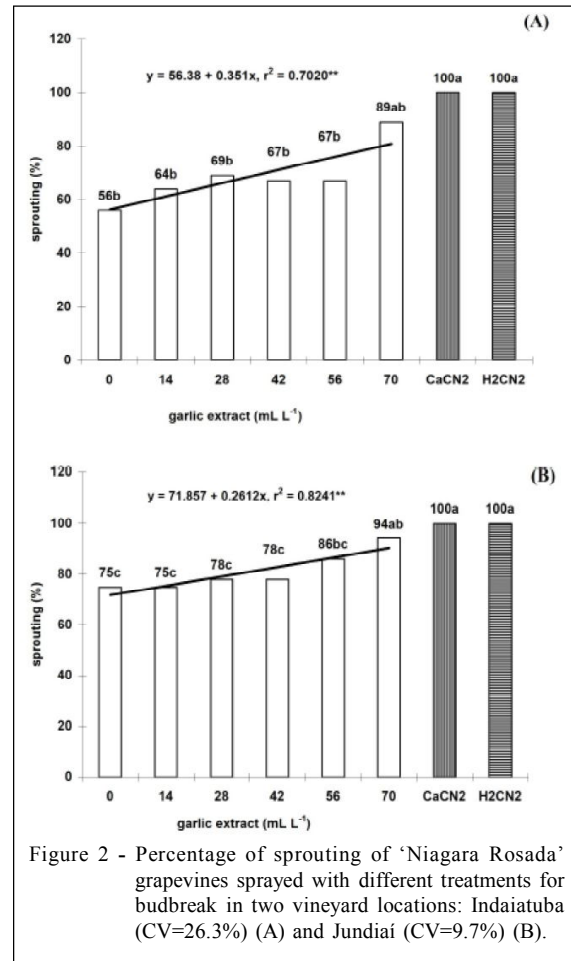 (A)
y = 56.38 + 0.351x, r² = 0.7020**
120
100
80
60
40
20
0
sprouting (%)
56b
64b
69b
67b
67b
89ab
100a
100a
0 14 28 42 56 70 CaCN2 H2CN2
garlic extract (mL L⁻¹)
(B)
y = 71.857 + 0.2612x. r² = 0.8241**
120
100
80
60
40
20
0
sprouting (%)
75c
75c
78c
78c
86bc
94ab
100a
100a
0 14 28 42 56 70 CaCN2 H2CN2
garlic extract (mL L⁻¹)
Figure 2 - Percentage of sprouting of ‘Niagara Rosada’
grapevines sprayed with different treatments for
budbreak in two vineyard locations: Indaiatuba
(CV=26.3%) (A) and Jundiaí (CV=9.7%) (B).